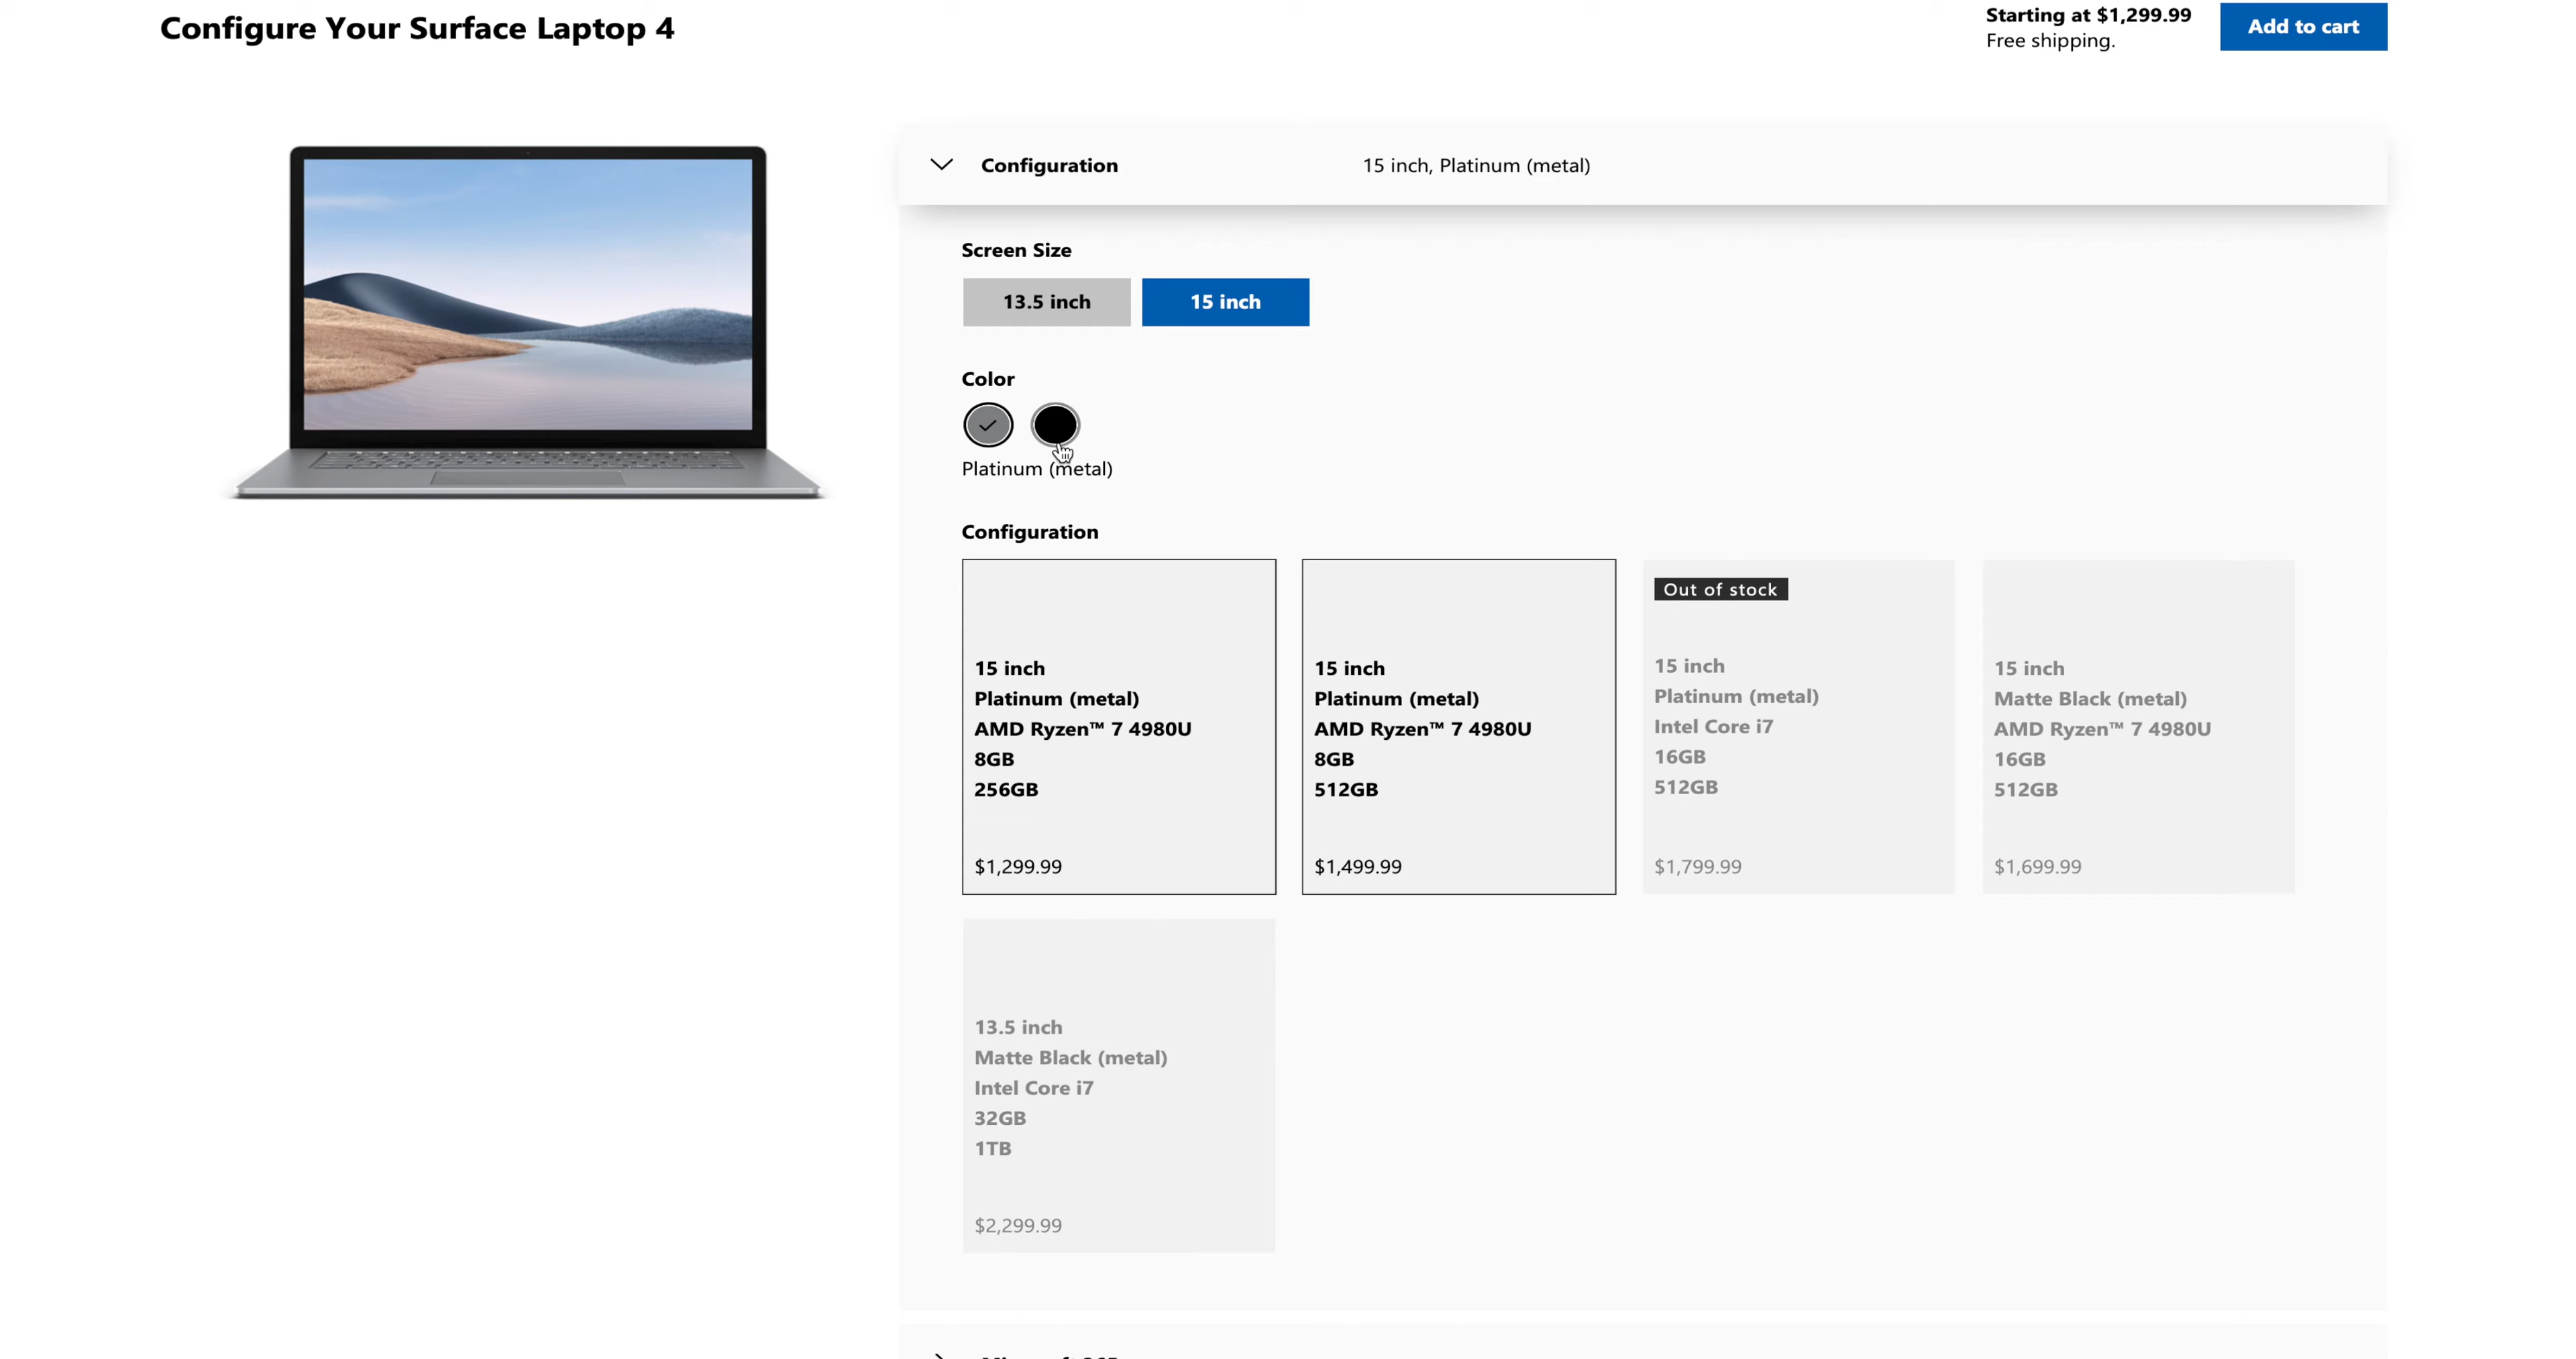 Configure Your Surface Laptop 4
Starting at $1,299.99
Free shipping.
Add to cart
Configuration
15 inch, Platinum (metal)
Screen Size
13.5 inch
15 inch
Color
Platinum (metal)
Configuration
15 inch
Platinum (metal)
AMD Ryzen™ 7 4980U
8GB
256GB
$1,299.99
15 inch
Platinum (metal)
AMD Ryzen™ 7 4980U
8GB
512GB
$1,499.99
Out of stock
15 inch
Platinum (metal)
Intel Core i7
16GB
512GB
$1,799.99
15 inch
Matte Black (metal)
AMD Ryzen™ 7 4980U
16GB
512GB
$1,699.99
13.5 inch
Matte Black (metal)
Intel Core i7
32GB
1TB
$2,299.99